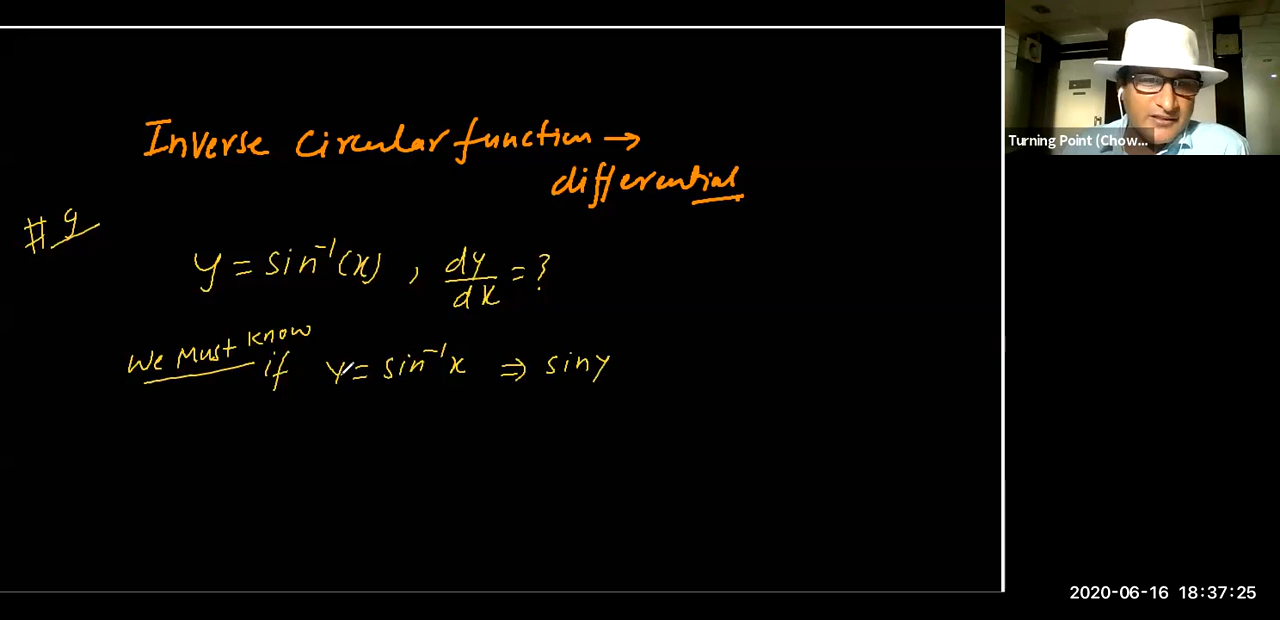 Inverse circular function →
differential
# 9
y = sin⁻¹(x) , dy/dx = ?
We Must know
if y = sin⁻¹x ⇒ siny
Turning Point (Chow...
2020-06-16 18:37:25